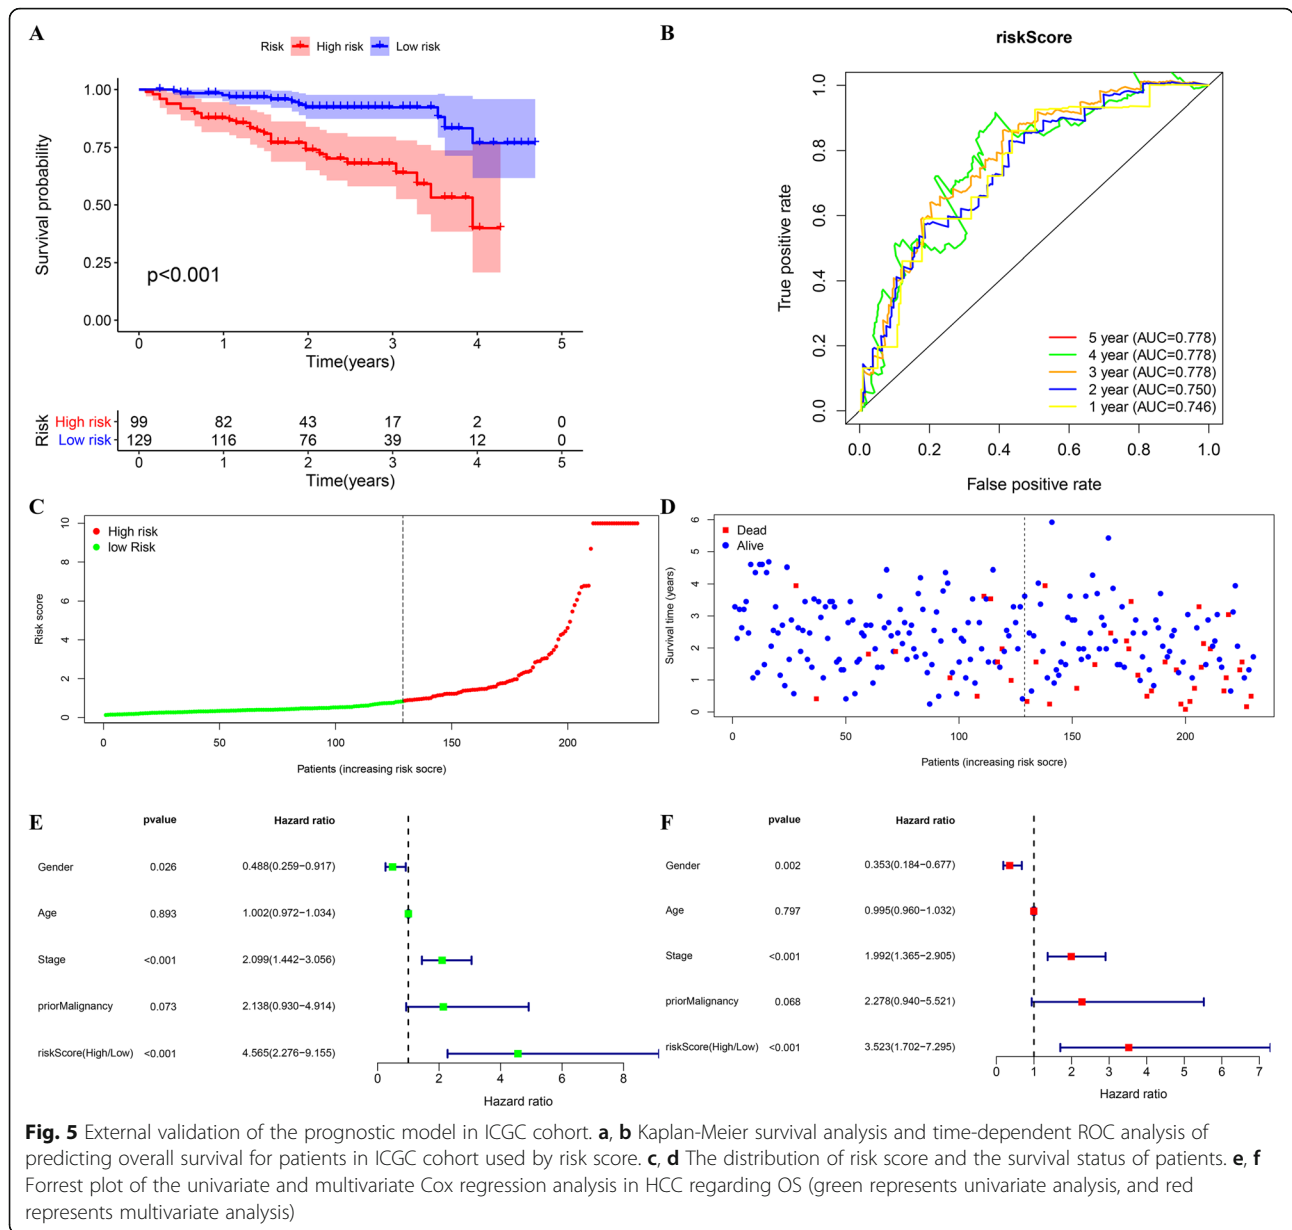 A
Risk High risk Low risk
Survival probability
1.00
0.75
0.50
0.25
0.00
p<0.001
0 1 2 3 4 5
Time(years)
Risk
High risk 99 82 43 17 2 0
Low risk 129 116 76 39 12 0
0 1 2 3 4 5
Time(years)
B
riskScore
True positive rate
1.0
0.8
0.6
0.4
0.2
0.0
5 year (AUC=0.778)
4 year (AUC=0.778)
3 year (AUC=0.778)
2 year (AUC=0.750)
1 year (AUC=0.746)
0.0 0.2 0.4 0.6 0.8 1.0
False positive rate
C
High risk
low Risk
Risk score
10
8
6
4
2
0
0 50 100 150 200
Patients (increasing risk socre)
D
Dead
Alive
Survival time (years)
6
5
4
3
2
1
0
0 50 100 150 200
Patients (increasing risk socre)
E
pvalue Hazard ratio
Gender 0.026 0.488(0.259−0.917)
Age 0.893 1.002(0.972−1.034)
Stage <0.001 2.099(1.442−3.056)
priorMalignancy 0.073 2.138(0.930−4.914)
riskScore(High/Low) <0.001 4.565(2.276−9.155)
0 2 4 6 8
Hazard ratio
F
pvalue Hazard ratio
Gender 0.002 0.353(0.184−0.677)
Age 0.797 0.995(0.960−1.032)
Stage <0.001 1.992(1.365−2.905)
priorMalignancy 0.068 2.278(0.940−5.521)
riskScore(High/Low) <0.001 3.523(1.702−7.295)
0 1 2 3 4 5 6 7
Hazard ratio
Fig. 5 External validation of the prognostic model in ICGC cohort. a, b Kaplan-Meier survival analysis and time-dependent ROC analysis of
predicting overall survival for patients in ICGC cohort used by risk score. c, d The distribution of risk score and the survival status of patients. e, f
Forrest plot of the univariate and multivariate Cox regression analysis in HCC regarding OS (green represents univariate analysis, and red
represents multivariate analysis)